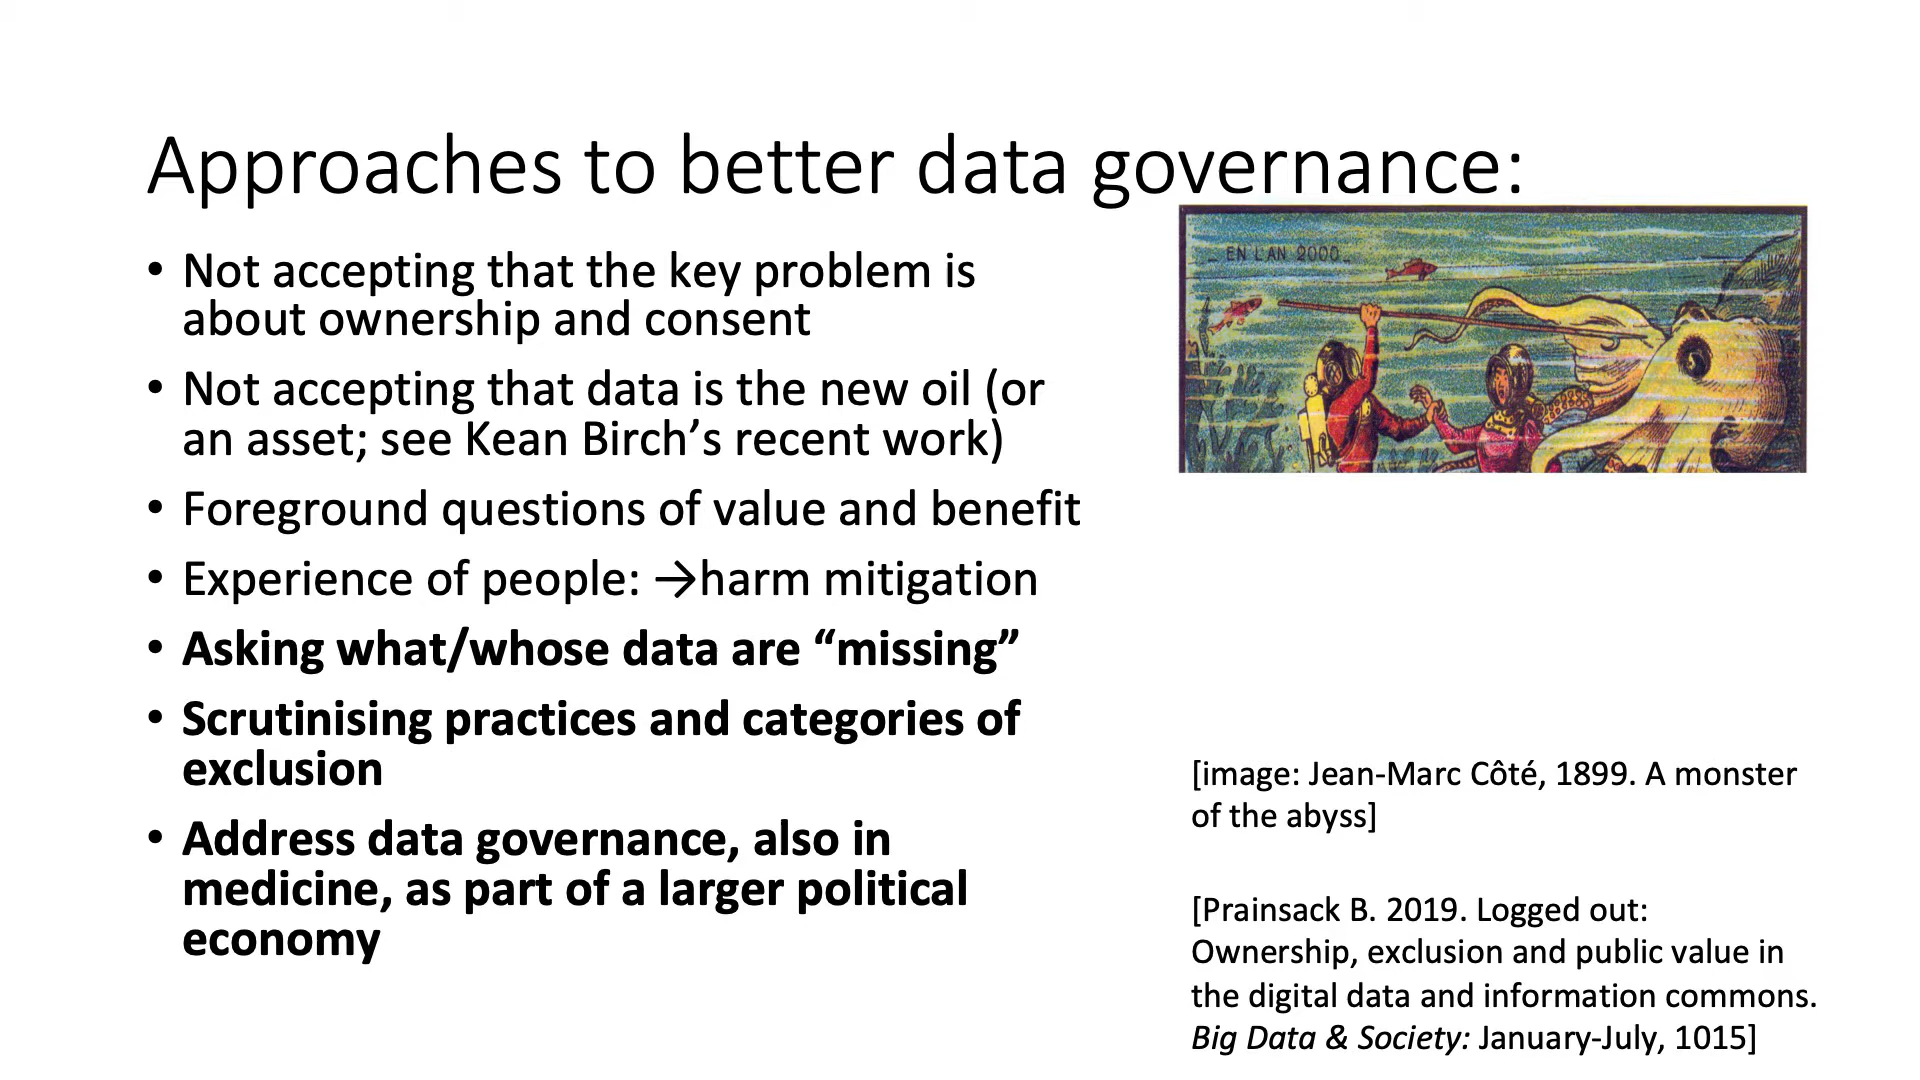 Approaches to better data governance:
• Not accepting that the key problem is
about ownership and consent
• Not accepting that data is the new oil (or
an asset; see Kean Birch’s recent work)
• Foreground questions of value and benefit
• Experience of people: →harm mitigation
• Asking what/whose data are “missing”
• Scrutinising practices and categories of
exclusion
• Address data governance, also in
medicine, as part of a larger political
economy
_ EN L'AN 2000_
[image: Jean-Marc Côté, 1899. A monster
of the abyss]
[Prainsack B. 2019. Logged out:
Ownership, exclusion and public value in
the digital data and information commons.
Big Data & Society: January-July, 1015]